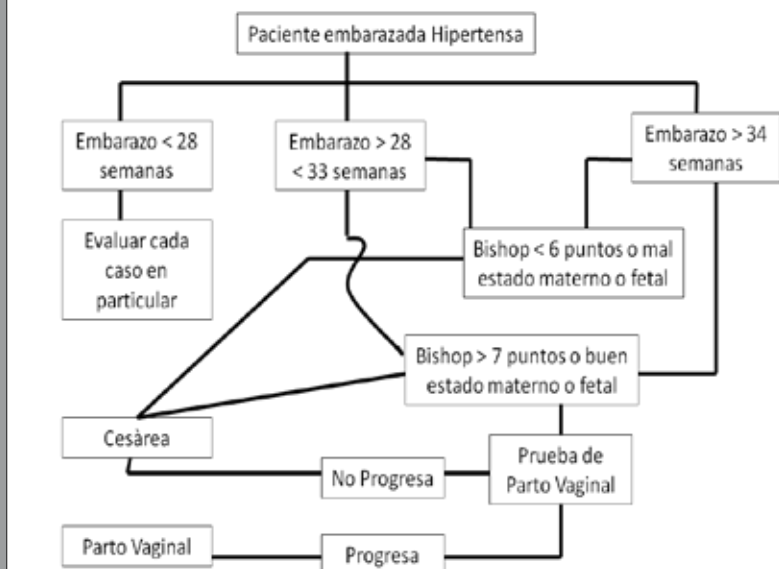 Paciente embarazada Hipertensa
Embarazo < 28
semanas
Embarazo > 28
< 33 semanas
Embarazo > 34
semanas
Evaluar cada
caso en
particular
Bishop < 6 puntos o mal
estado materno o fetal
Bishop > 7 puntos o buen
estado materno o fetal
Cesàrea
Prueba de
Parto Vaginal
No Progresa
Parto Vaginal
Progresa